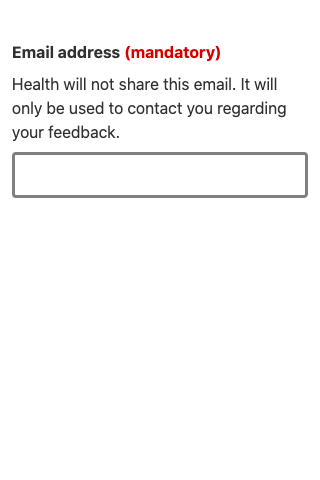 Email address (mandatory)
Health will not share this email. It will
only be used to contact you regarding
your feedback.